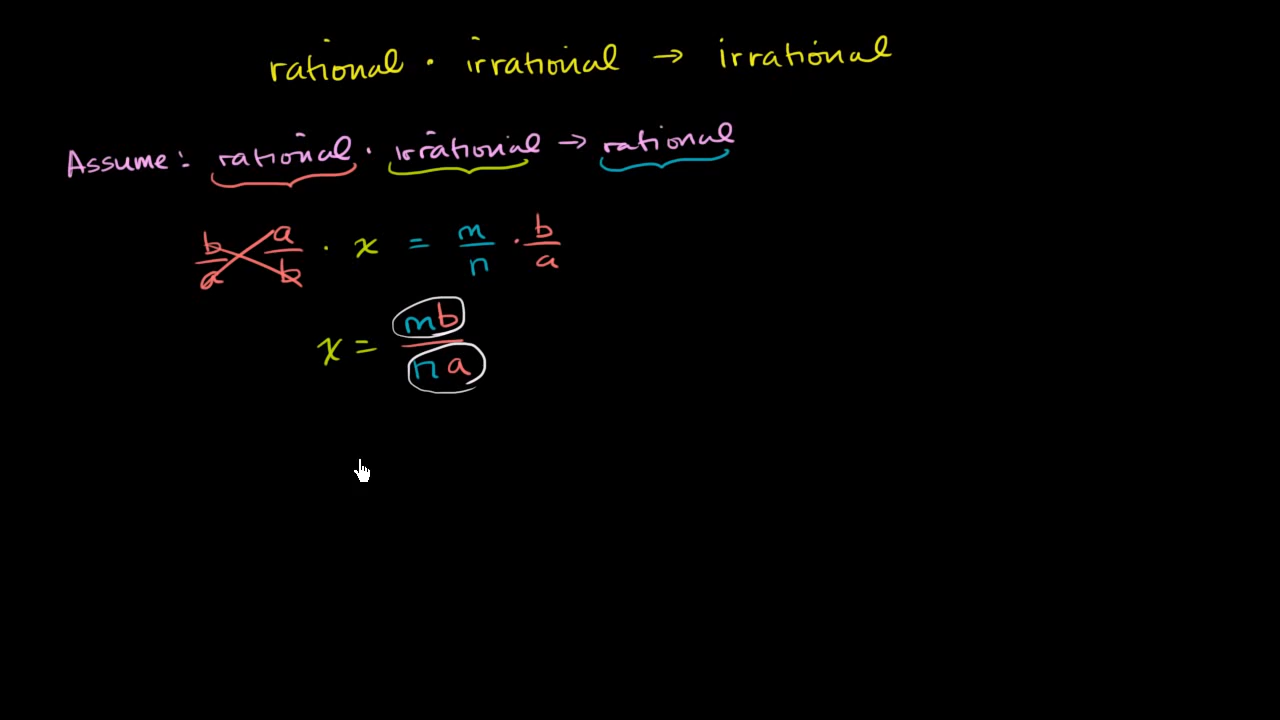 rational · irrational → irrational
Assume: rational · irrational → rational
b/a a/b · x = m/n · b/a
x = mb/na